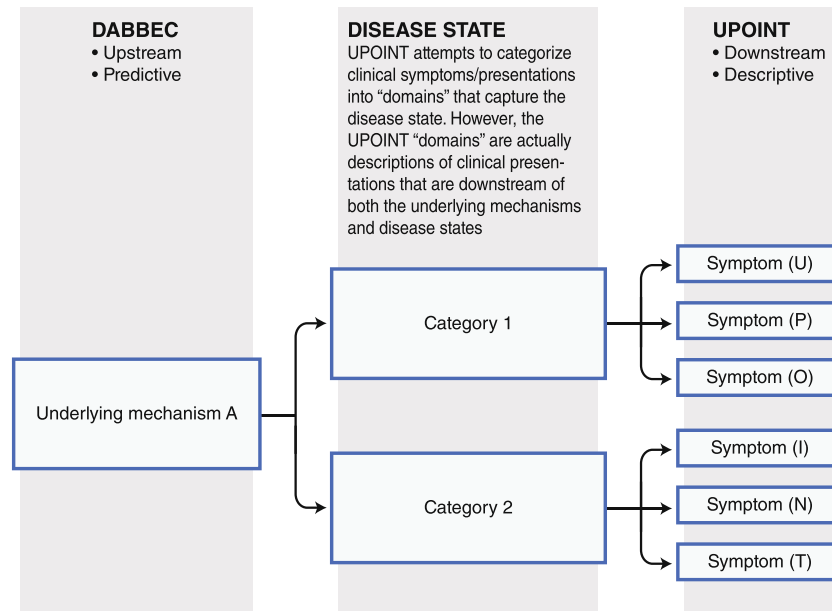 DABBEC
• Upstream
• Predictive
DISEASE STATE
UPOINT attempts to categorize
clinical symptoms/presentations
into “domains” that capture the
disease state. However, the
UPOINT “domains” are actually
descriptions of clinical presen-
tations that are downstream of
both the underlying mechanisms
and disease states
UPOINT
• Downstream
• Descriptive
Underlying mechanism A
Category 1
Category 2
Symptom (U)
Symptom (P)
Symptom (O)
Symptom (I)
Symptom (N)
Symptom (T)